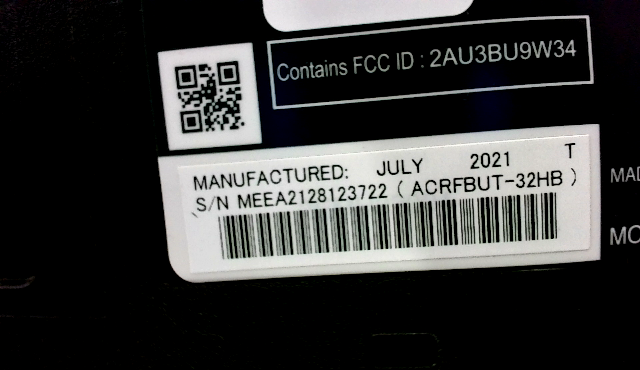 Contains FCC ID : 2AU3BU9W34
MANUFACTURED: JULY 2021 T
S/N MEEA2128123722 ( ACRFBUT-32HB )